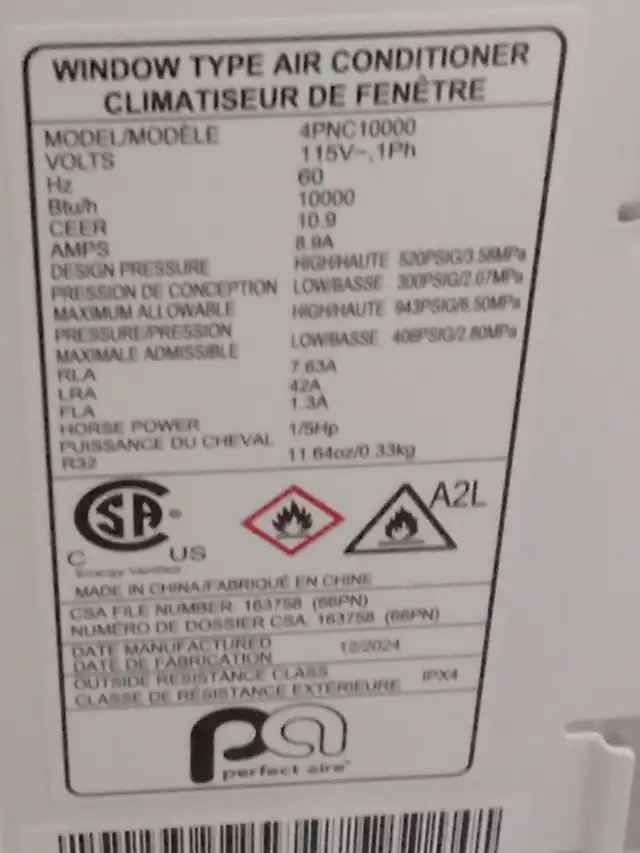 WINDOW TYPE AIR CONDITIONER
CLIMATISEUR DE FENÊTRE
MODEL/MODÈLE 4PNC10000
VOLTS 115V~,1Ph
Hz 60
Btu/h 10000
CEER 10.9
AMPS 8.9A
DESIGN PRESSURE HIGH/HAUTE 520PSIG/3.58MPa
PRESSION DE CONCEPTION LOW/BASSE 300PSIG/2.07MPa
MAXIMUM ALLOWABLE HIGH/HAUTE 943PSIG/6.50MPa
PRESSURE/PRESSION LOW/BASSE 406PSIG/2.80MPa
MAXIMALE ADMISSIBLE
RLA 7.63A
LRA 42A
FLA 1.3A
HORSE POWER 1/5Hp
PUISSANCE DU CHEVAL
R32 11.64oz/0.33kg
CSA ®
C US
Energy Verified
A2L
MADE IN CHINA/FABRIQUÉ EN CHINE
CSA FILE NUMBER. 163758 (66PN)
NUMÉRO DE DOSSIER CSA. 163758 (66PN)
DATE MANUFACTURED 12/2024
DATE DE FABRICATION
OUTSIDE RESISTANCE CLASS IPX4
CLASSE DE RÉSISTANCE EXTÉRIEURE
pa
perfect aire®